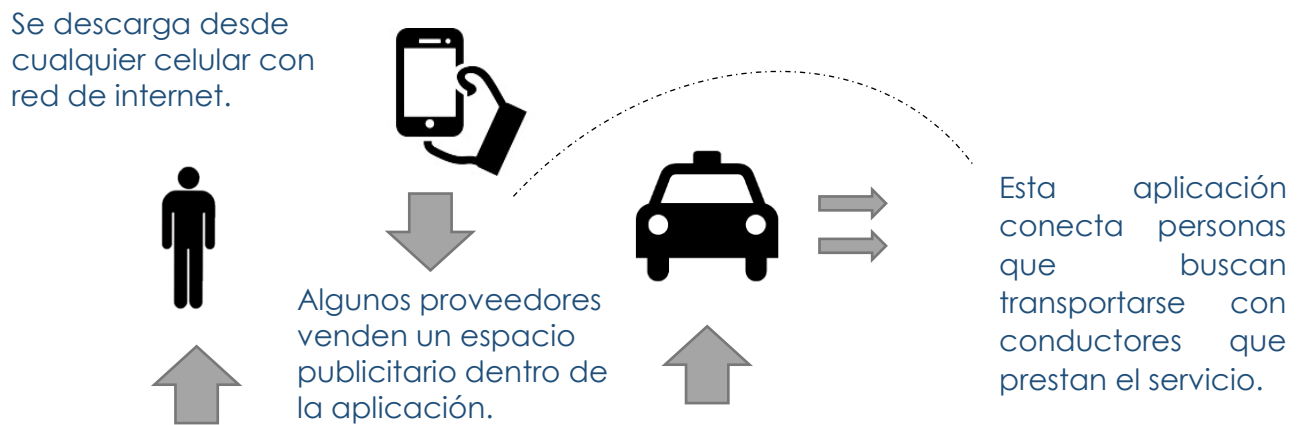 Se descarga desde
cualquier celular con
red de internet.
Algunos proveedores
venden un espacio
publicitario dentro de
la aplicación.
Esta aplicación
conecta personas
que buscan
transportarse con
conductores que
prestan el servicio.